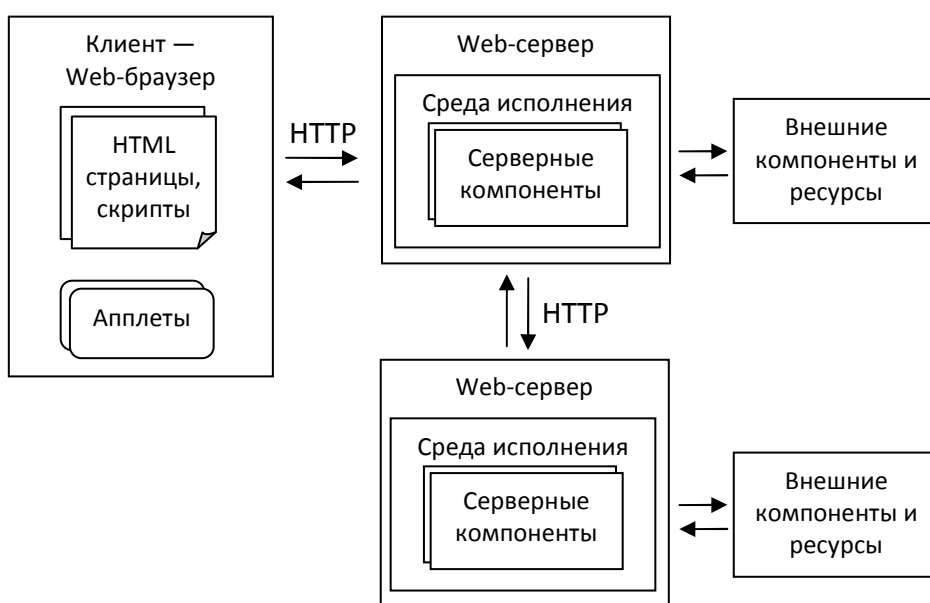 Клиент —
Web-браузер
HTML
страницы,
скрипты
Апплеты
HTTP
Web-сервер
Среда исполнения
Серверные
компоненты
Внешние
компоненты и
ресурсы
HTTP
Web-сервер
Среда исполнения
Серверные
компоненты
Внешние
компоненты и
ресурсы